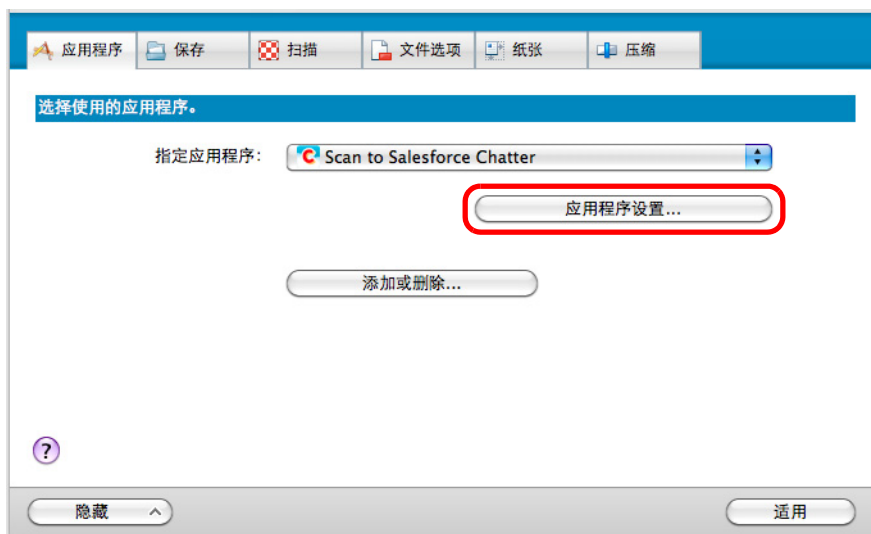 应用程序 保存 扫描 文件选项 纸张 压缩
选择使用的应用程序。
指定应用程序: Scan to Salesforce Chatter
应用程序设置...
添加或删除...
?
隐藏 适用